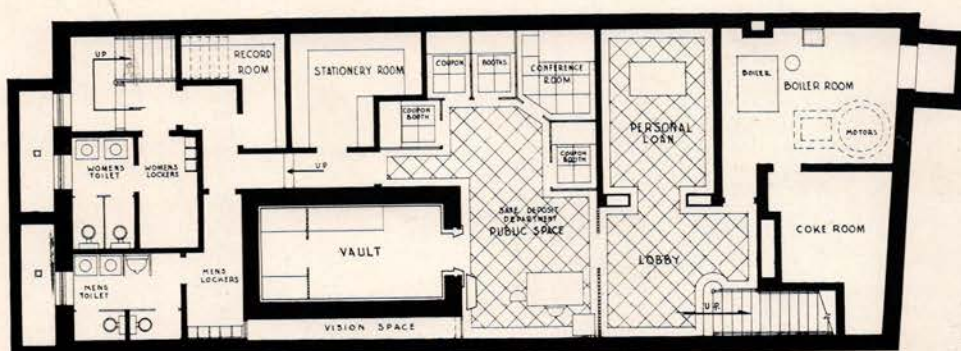 UP
RECORD
ROOM
STATIONERY ROOM
COUPON
BOOTHS
CONFERENCE
ROOM
COUPON
BOOTH
COUPON
BOOTH
PERSONAL
LOAN
BOILER
BOILER ROOM
MOTORS
WOMENS
TOILET
WOMENS
LOCKERS
UP
SAFE DEPOSIT
DEPARTMENT
PUBLIC SPACE
VAULT
LOBBY
COKE ROOM
MENS
TOILET
MENS
LOCKERS
UP
VISION SPACE